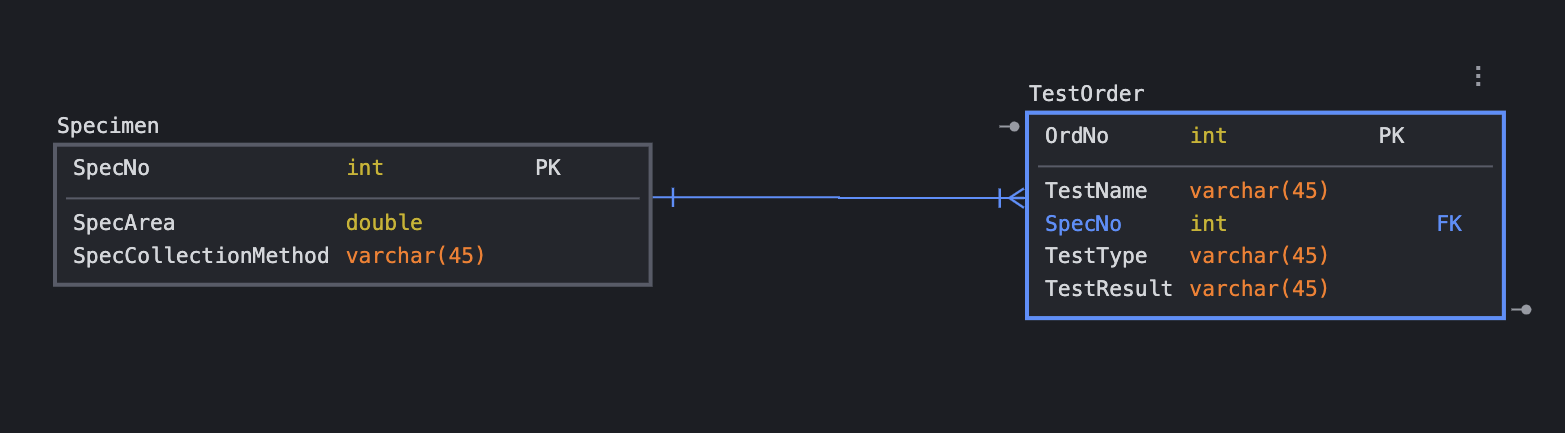 Specimen
SpecNo int PK
SpecArea double
SpecCollectionMethod varchar(45)
TestOrder
OrdNo int PK
TestName varchar(45)
SpecNo int FK
TestType varchar(45)
TestResult varchar(45)